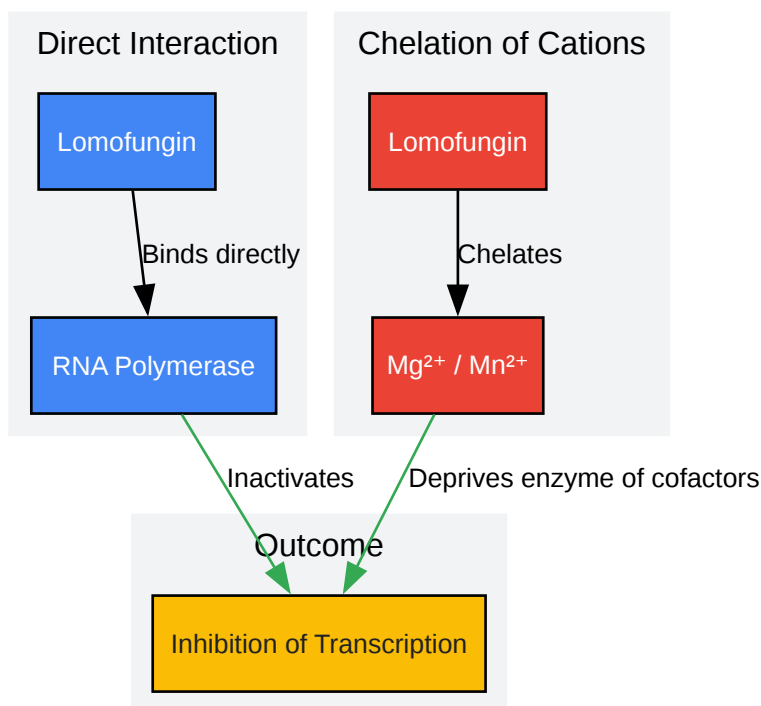 Direct Interaction
Chelation of Cations
Lomofungin
Lomofungin
Binds directly
Chelates
RNA Polymerase
Mg²⁺ / Mn²⁺
Inactivates
Deprives enzyme of cofactors
Outcome
Inhibition of Transcription